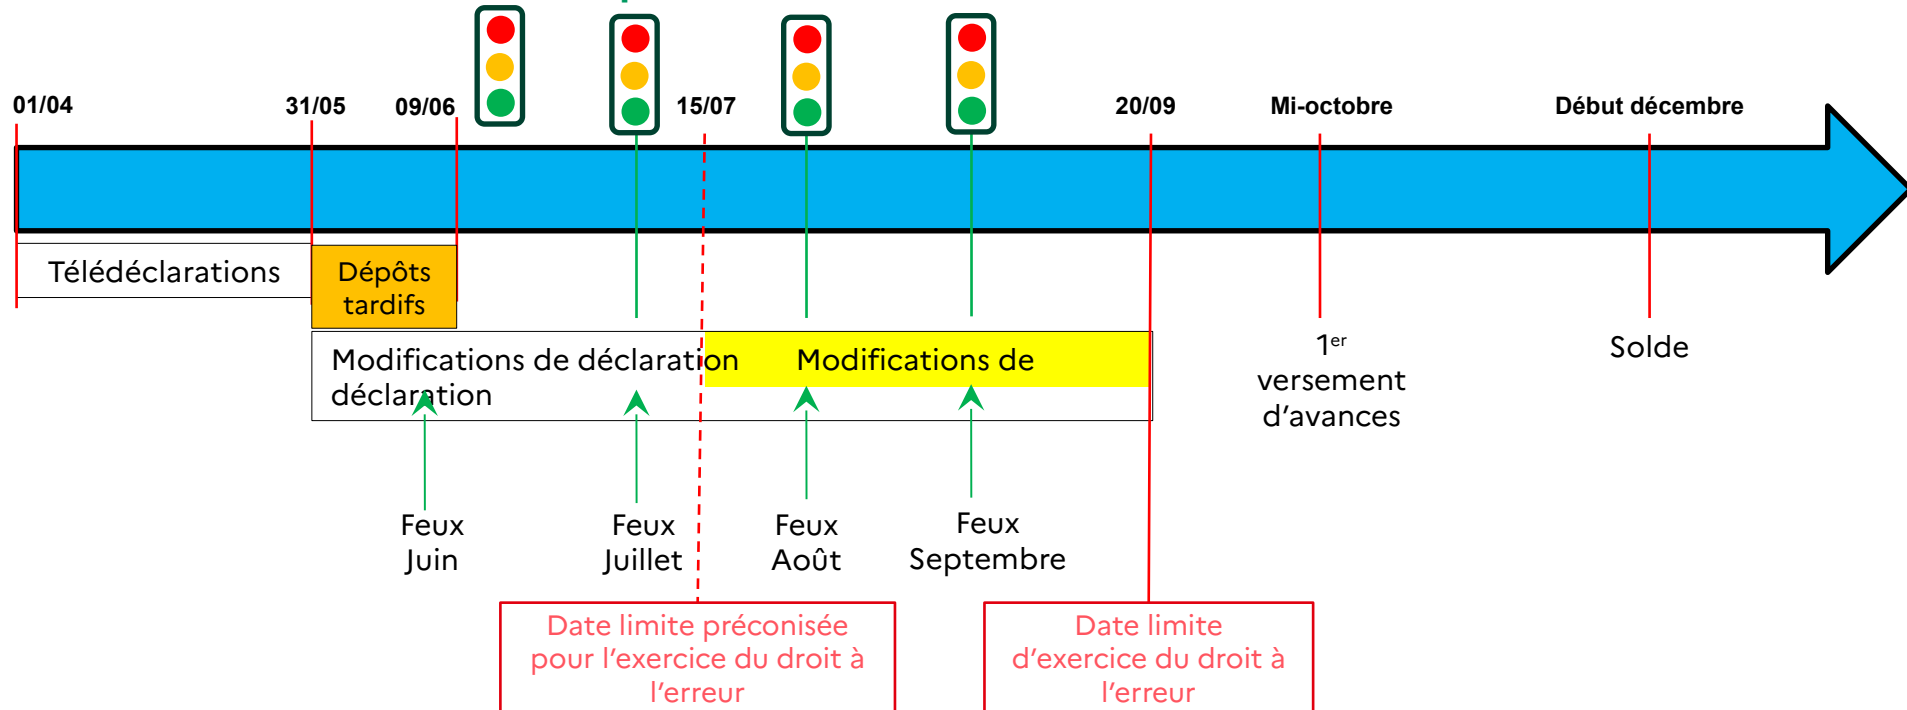 01/04
31/05
09/06
15/07
20/09
Mi-octobre
Début décembre
Télédéclarations
Dépôts
tardifs
Modifications de déclaration
Modifications de
déclaration
1er
versement
d’avances
Solde
Feux
Juin
Feux
Juillet
Feux
Août
Feux
Septembre
Date limite préconisée
pour l’exercice du droit à
l’erreur
Date limite
d’exercice du droit à
l’erreur